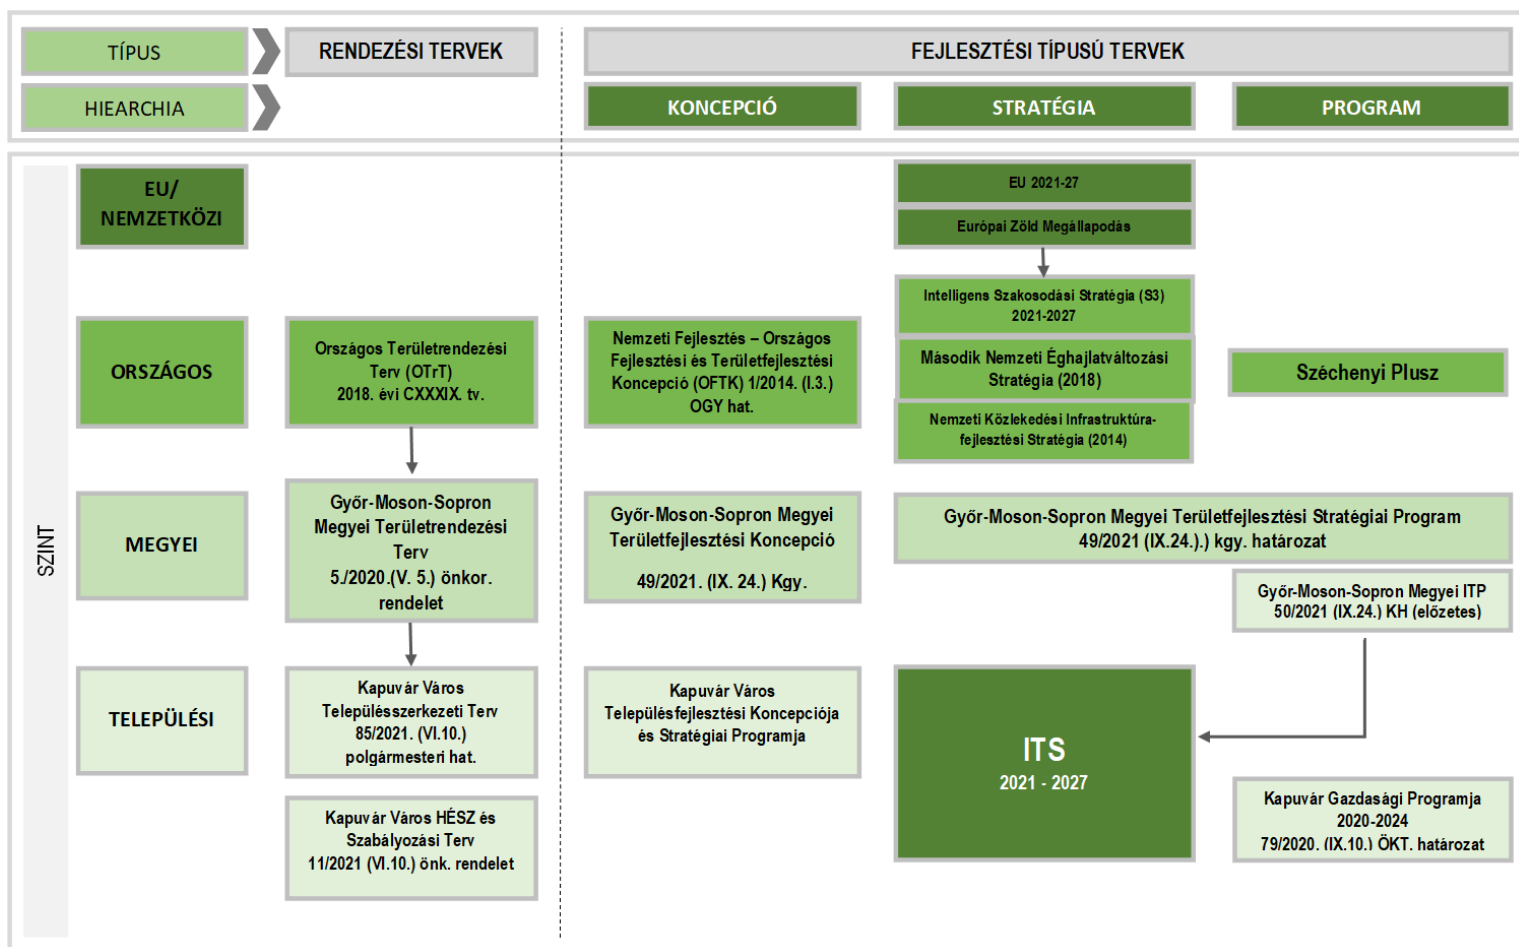 TÍPUS
RENDEZÉSI TERVEK
FEJLESZTÉSI TÍPUSÚ TERVEK
HIEARCHIA
KONCEPCIÓ
STRATÉGIA
PROGRAM
SZINT
EU/
NEMZETKÖZI
EU 2021-27
Európai Zöld Megállapodás
ORSZÁGOS
Országos Területrendezési
Terv (OTrT)
2018. évi CXXXIX. tv.
Nemzeti Fejlesztés – Országos
Fejlesztési és Területfejlesztési
Koncepció (OFTK) 1/2014. (I.3.)
OGY hat.
Intelligens Szakosodási Stratégia (S3)
2021-2027
Második Nemzeti Éghajlatváltozási
Stratégia (2018)
Nemzeti Közlekedési Infrastruktúra-
fejlesztési Stratégia (2014)
Széchenyi Plusz
MEGYEI
Győr-Moson-Sopron
Megyei Területrendezési
Terv
5./2020.(V. 5.) önkor.
rendelet
Győr-Moson-Sopron Megyei
Területfejlesztési Koncepció
49/2021. (IX. 24.) Kgy.
Győr-Moson-Sopron Megyei Területfejlesztési Stratégiai Program
49/2021 (IX.24.).) kgy. határozat
Győr-Moson-Sopron Megyei ITP
50/2021 (IX.24.) KH (előzetes)
TELEPÜLÉSI
Kapuvár Város
Településszerkezeti Terv
85/2021. (VI.10.)
polgármesteri hat.
Kapuvár Város
Településfejlesztési Koncepciója
és Stratégiai Programja
ITS
2021 - 2027
Kapuvár Város HÉSZ és
Szabályozási Terv
11/2021 (VI.10.) önk. rendelet
Kapuvár Gazdasági Programja
2020-2024
79/2020. (IX.10.) ÖKT. határozat